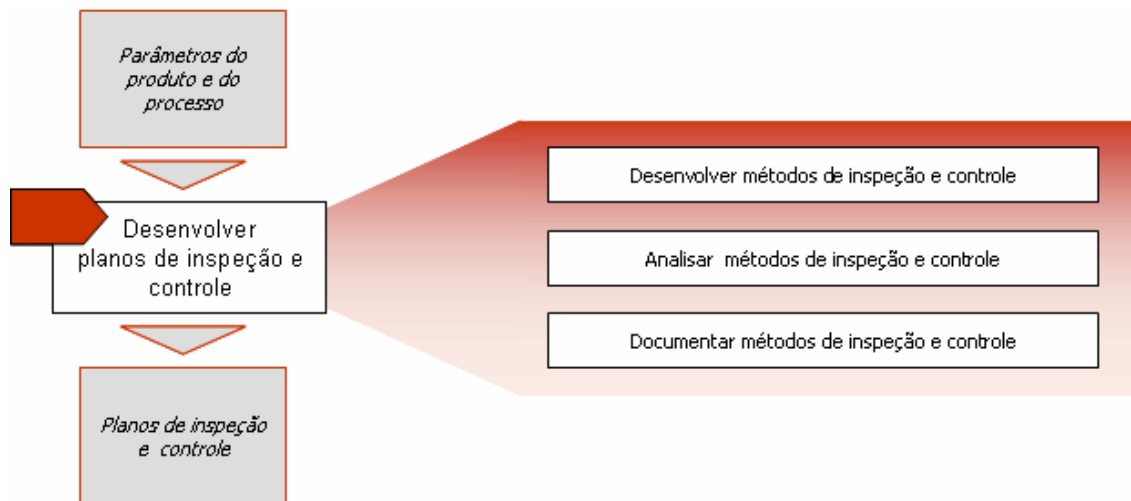 Parâmetros do
produto e do
processo
Desenvolver
planos de inspeção e
controle
Planos de inspeção
e controle
Desenvolver métodos de inspeção e controle
Analisar métodos de inspeção e controle
Documentar métodos de inspeção e controle